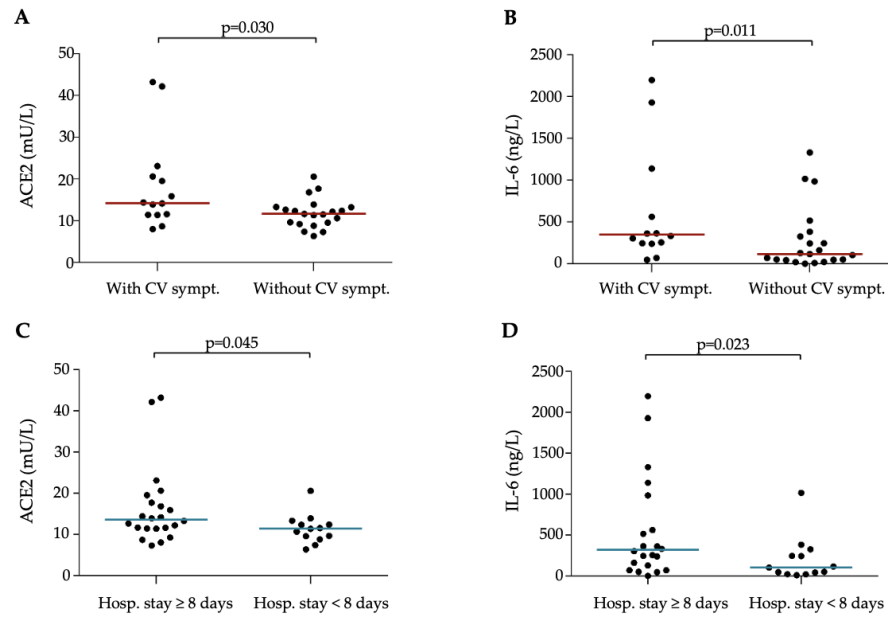 A
p=0.030
50
40
30
20
10
0
ACE2 (mU/L)
With CV sympt.
Without CV sympt.
B
p=0.011
2500
2000
1500
1000
500
0
IL-6 (ng/L)
With CV sympt.
Without CV sympt.
C
p=0.045
50
40
30
20
10
0
ACE2 (mU/L)
Hosp. stay ≥ 8 days
Hosp. stay < 8 days
D
p=0.023
2500
2000
1500
1000
500
0
IL-6 (ng/L)
Hosp. stay ≥ 8 days
Hosp. stay < 8 days